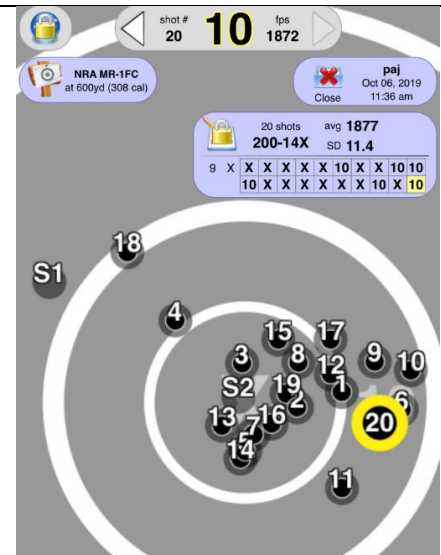 shot #
20
10
fps
1872
NRA MR-1FC
at 600yd (308 cal)
Close
paj
Oct 06, 2019
11:36 am
20 shots
200-14X
avg 1877
SD 11.4
9 X X X X X X 10 X X 10 10
10 X X X X X X 10 X 10
18
S1
4
15
17
3
8
9
10
12
S2
19
1
6
2
13
16
20
7
5
14
11